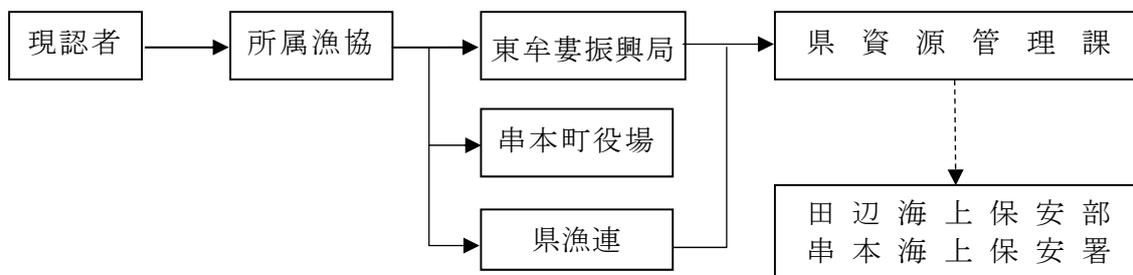 現認者
所属漁協
東牟婁振興局
県資源管理課
串本町役場
県漁連
田辺海上保安部
串本海上保安署